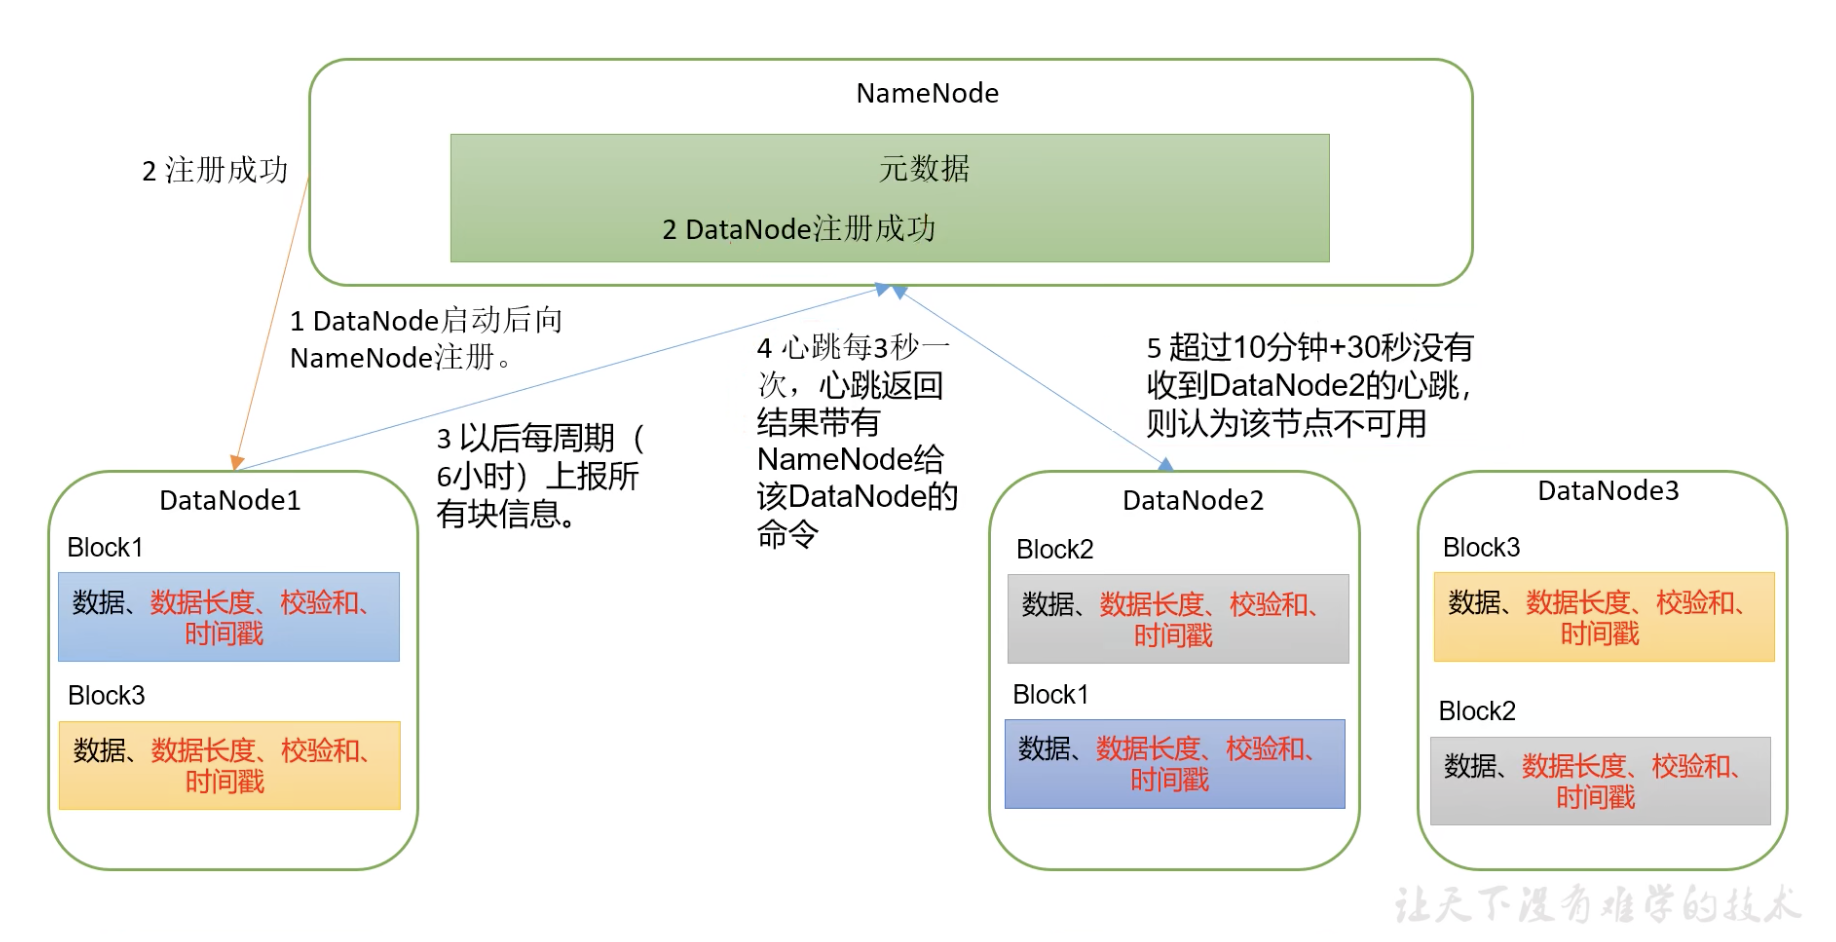 NameNode
元数据
2 DataNode注册成功
2 注册成功
1 DataNode启动后向
NameNode注册。
3 以后每周期（
6小时）上报所
有块信息。
4 心跳每3秒一
次，心跳返回
结果带有
NameNode给
该DataNode的
命令
5 超过10分钟+30秒没有
收到DataNode2的心跳，
则认为该节点不可用
DataNode1
Block1
数据、数据长度、校验和、
时间戳
Block3
数据、数据长度、校验和、
时间戳
DataNode2
Block2
数据、数据长度、校验和、
时间戳
Block1
数据、数据长度、校验和、
时间戳
DataNode3
Block3
数据、数据长度、校验和、
时间戳
Block2
数据、数据长度、校验和、
时间戳
让天下没有难学的技术